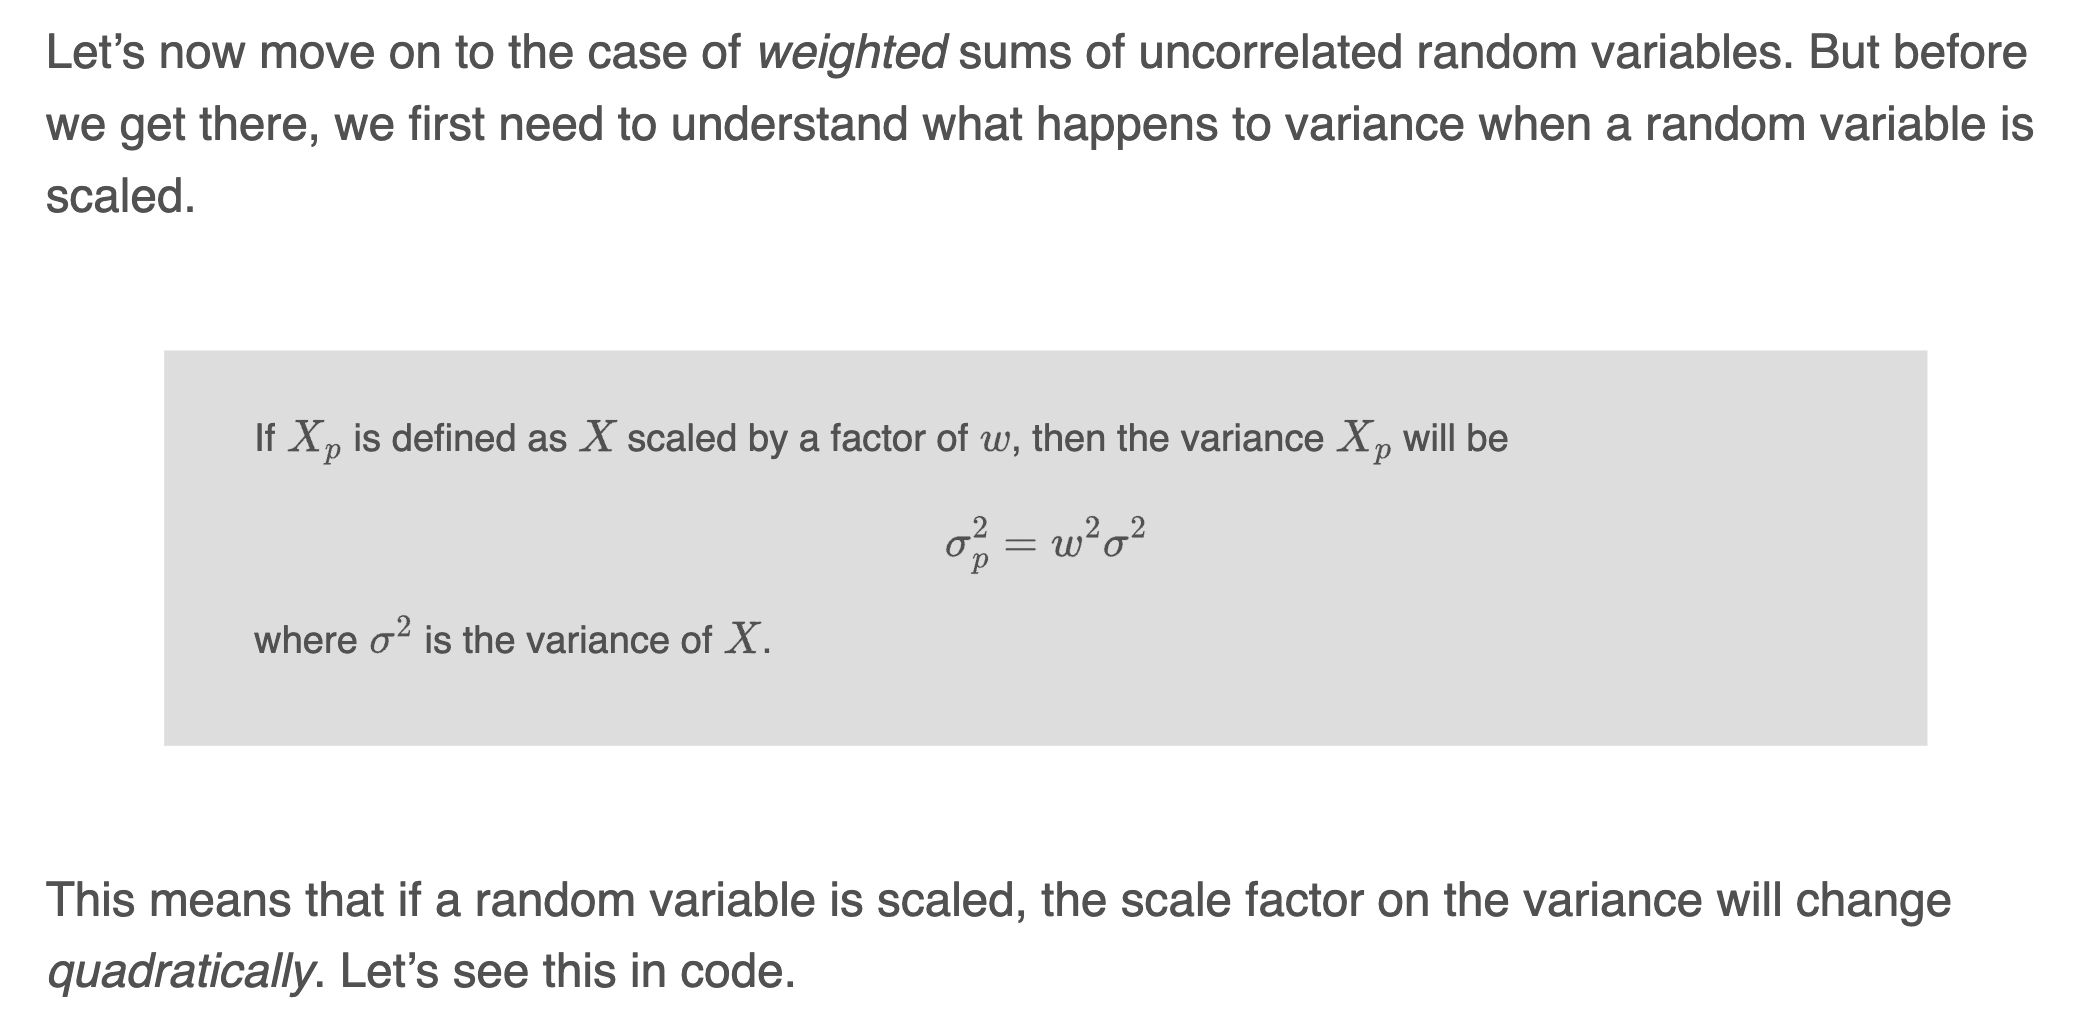 Let’s now move on to the case of weighted sums of uncorrelated random variables. But before
we get there, we first need to understand what happens to variance when a random variable is
scaled.
If $X_p$ is defined as $X$ scaled by a factor of $w$, then the variance $X_p$ will be
$\sigma_p^2 = w^2\sigma^2$
where $\sigma^2$ is the variance of $X$.
This means that if a random variable is scaled, the scale factor on the variance will change
quadratically. Let’s see this in code.